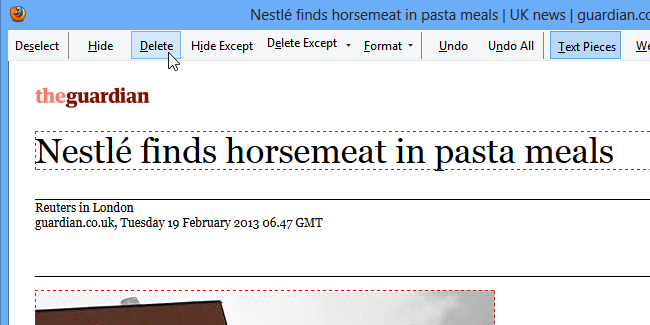 Nestlé finds horsemeat in pasta meals | UK news | guardian.co
Deselect Hide Delete Hide Except Delete Except Format Undo Undo All Text Pieces We
theguardian
Nestlé finds horsemeat in pasta meals
Reuters in London
guardian.co.uk, Tuesday 19 February 2013 06.47 GMT